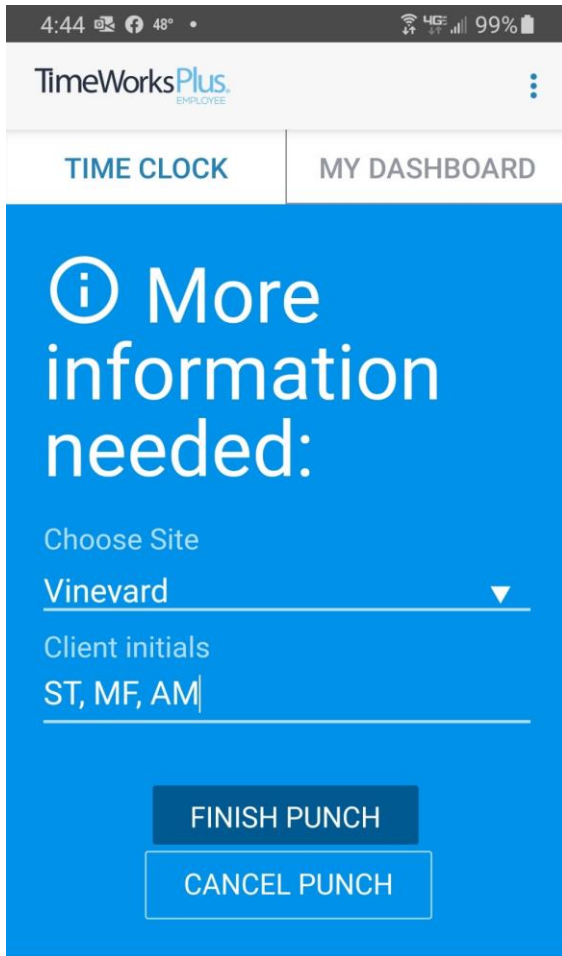 4:44 48° • 4GE 99%
TimeWorksPlus.
EMPLOYEE
TIME CLOCK MY DASHBOARD
More
information
needed:
Choose Site
Vinevard
Client initials
ST, MF, AM
FINISH PUNCH
CANCEL PUNCH